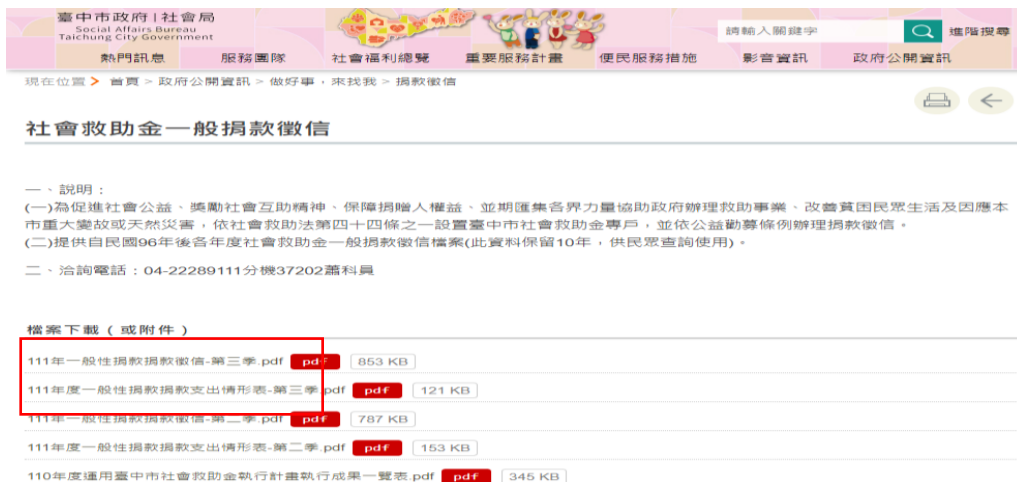 臺中市政府|社會局
Social Affairs Bureau
Taichung City Government
請輸入關鍵字
進階搜尋
熱門訊息 服務團隊 社會福利總覽 重要服務計畫 便民服務措施 影音資訊 政府公開資訊
現在位置 > 首頁 > 政府公開資訊 > 做好事,來找我 > 捐款徵信
社會救助金一般捐款徵信
一、說明:
(一)為促進社會公益、獎勵社會互助精神、保障捐贈人權益、並期匯集各界力量協助政府辦理救助事業、改善貧困民眾生活及因應本
市重大變故或天然災害,依社會救助法第四十四條之一設置臺中市社會救助金專戶,並依公益勸募條例辦理捐款徵信。
(二)提供自民國96年後各年度社會救助金一般捐款徵信檔案(此資料保留10年,供民眾查詢使用)。
二、洽詢電話:04-22289111分機37202蕭科員
檔案下載(或附件)
111年一般性捐款捐款徵信-第三季.pdf pdf 853 KB
111年度一般性捐款捐款支出情形表-第三季.pdf pdf 121 KB
111年一般性捐款捐款徵信-第二季.pdf pdf 787 KB
111年度一般性捐款捐款支出情形表-第二季.pdf pdf 153 KB
110年度運用臺中市社會救助金執行計畫執行成果一覽表.pdf pdf 345 KB